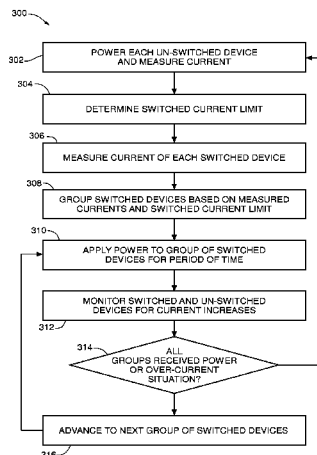 300
302
POWER EACH UN-SWITCHED DEVICE
AND MEASURE CURRENT
304
DETERMINE SWITCHED CURRENT LIMIT
306
MEASURE CURRENT OF EACH SWITCHED DEVICE
308
GROUP SWITCHED DEVICES BASED ON MEASURED
CURRENTS AND SWITCHED CURRENT LIMIT
310
APPLY POWER TO GROUP OF SWITCHED
DEVICES FOR PERIOD OF TIME
MONITOR SWITCHED AND UN-SWITCHED
DEVICES FOR CURRENT INCREASES
312
314
ALL
GROUPS RECEIVED POWER
OR OVER-CURRENT
SITUATION?
ADVANCE TO NEXT GROUP OF SWITCHED DEVICES
316